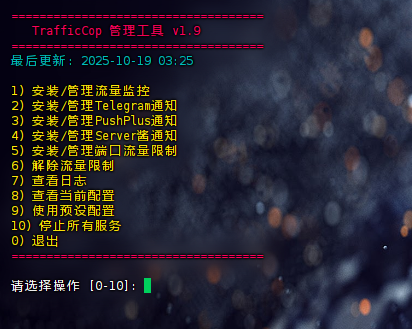 ====================================
TrafficCop 管理工具 v1.9
====================================
最后更新: 2025-10-19 03:25
1) 安装/管理流量监控
2) 安装/管理Telegram通知
3) 安装/管理PushPlus通知
4) 安装/管理Server酱通知
5) 安装/管理端口流量限制
6) 解除流量限制
7) 查看日志
8) 查看当前配置
9) 使用预设配置
10) 停止所有服务
0) 退出
====================================
请选择操作 [0-10]: